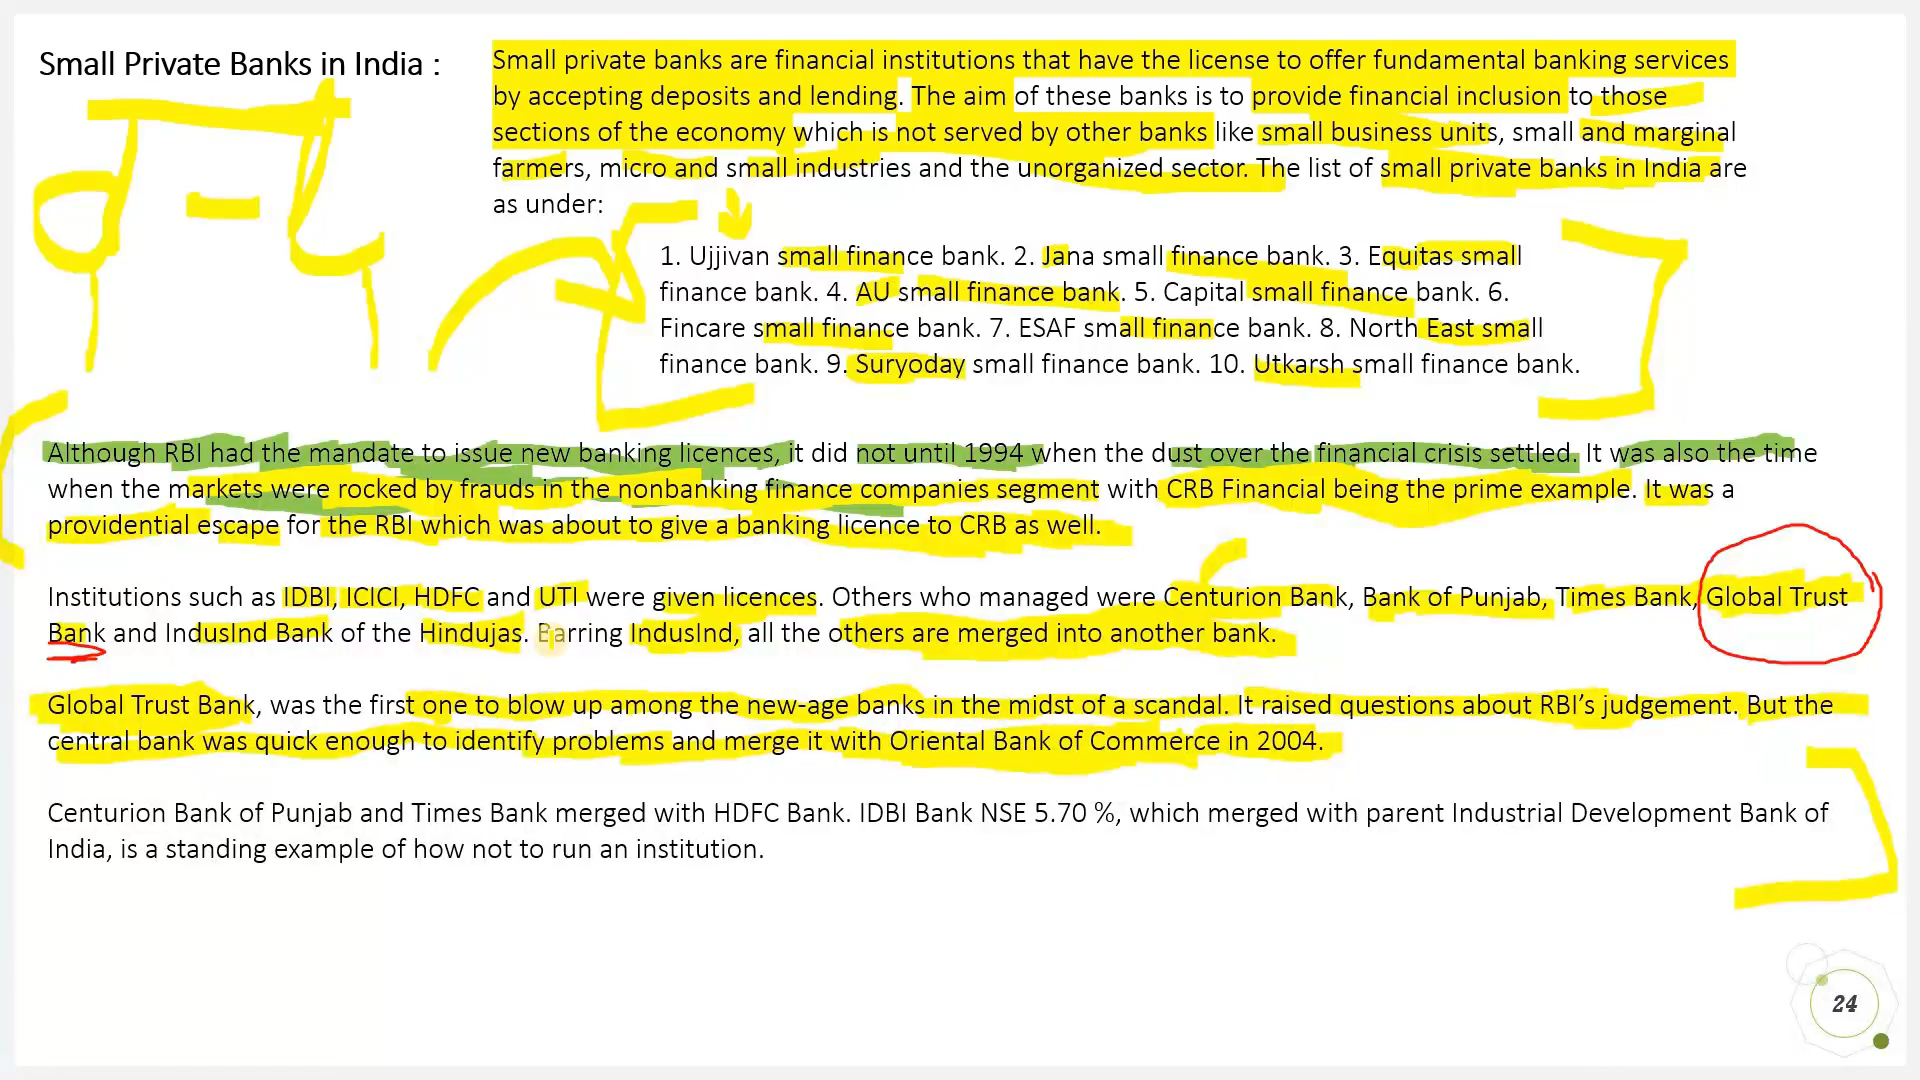 Small Private Banks in India :
Small private banks are financial institutions that have the license to offer fundamental banking services
by accepting deposits and lending. The aim of these banks is to provide financial inclusion to those
sections of the economy which is not served by other banks like small business units, small and marginal
farmers, micro and small industries and the unorganized sector. The list of small private banks in India are
as under:
1. Ujjivan small finance bank. 2. Jana small finance bank. 3. Equitas small
finance bank. 4. AU small finance bank. 5. Capital small finance bank. 6.
Fincare small finance bank. 7. ESAF small finance bank. 8. North East small
finance bank. 9. Suryoday small finance bank. 10. Utkarsh small finance bank.
Although RBI had the mandate to issue new banking licences, it did not until 1994 when the dust over the financial crisis settled. It was also the time
when the markets were rocked by frauds in the nonbanking finance companies segment with CRB Financial being the prime example. It was a
providential escape for the RBI which was about to give a banking licence to CRB as well.
Institutions such as IDBI, ICICI, HDFC and UTI were given licences. Others who managed were Centurion Bank, Bank of Punjab, Times Bank, Global Trust
Bank and IndusInd Bank of the Hindujas. Barring IndusInd, all the others are merged into another bank.
Global Trust Bank, was the first one to blow up among the new-age banks in the midst of a scandal. It raised questions about RBI’s judgement. But the
central bank was quick enough to identify problems and merge it with Oriental Bank of Commerce in 2004.
Centurion Bank of Punjab and Times Bank merged with HDFC Bank. IDBI Bank NSE 5.70 %, which merged with parent Industrial Development Bank of
India, is a standing example of how not to run an institution.
24